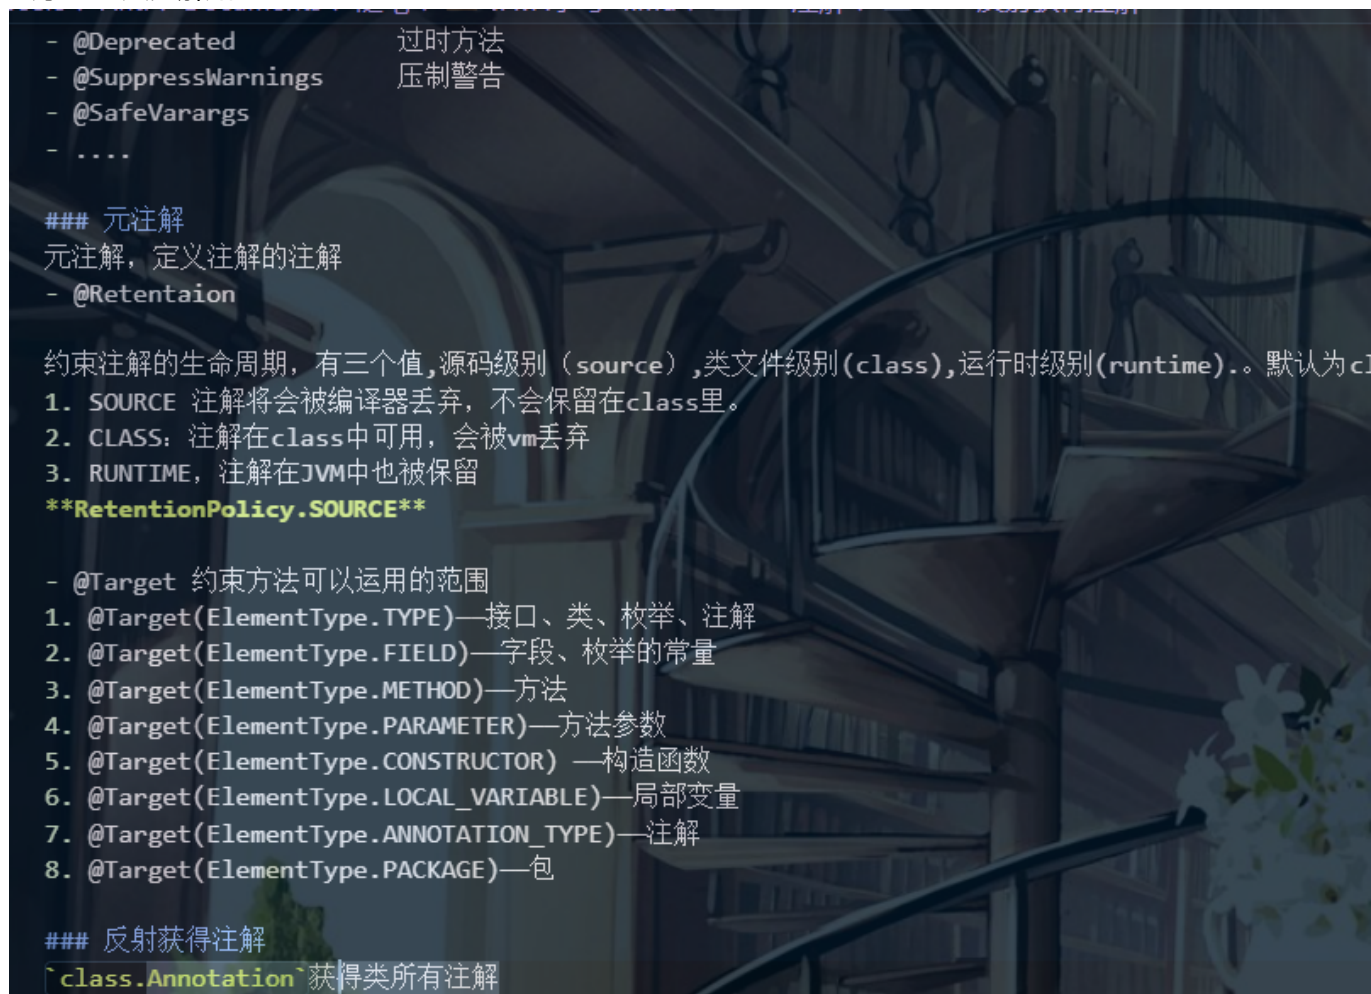 - @Deprecated 过时方法
- @SuppressWarnings 压制警告
- @SafeVarargs
- ....
### 元注解
元注解，定义注解的注解
- @Retentaion
约束注解的生命周期，有三个值,源码级别（source）,类文件级别(class),运行时级别(runtime).。默认为cl
1. SOURCE 注解将会被编译器丢弃，不会保留在class里。
2. CLASS：注解在class中可用，会被vm丢弃
3. RUNTIME，注解在JVM中也被保留
**RetentionPolicy.SOURCE**
- @Target 约束方法可以运用的范围
1. @Target(ElementType.TYPE)——接口、类、枚举、注解
2. @Target(ElementType.FIELD)——字段、枚举的常量
3. @Target(ElementType.METHOD)——方法
4. @Target(ElementType.PARAMETER)——方法参数
5. @Target(ElementType.CONSTRUCTOR) ——构造函数
6. @Target(ElementType.LOCAL_VARIABLE)——局部变量
7. @Target(ElementType.ANNOTATION_TYPE)——注解
8. @Target(ElementType.PACKAGE)——包
### 反射获得注解
`class.Annotation`获得类所有注解